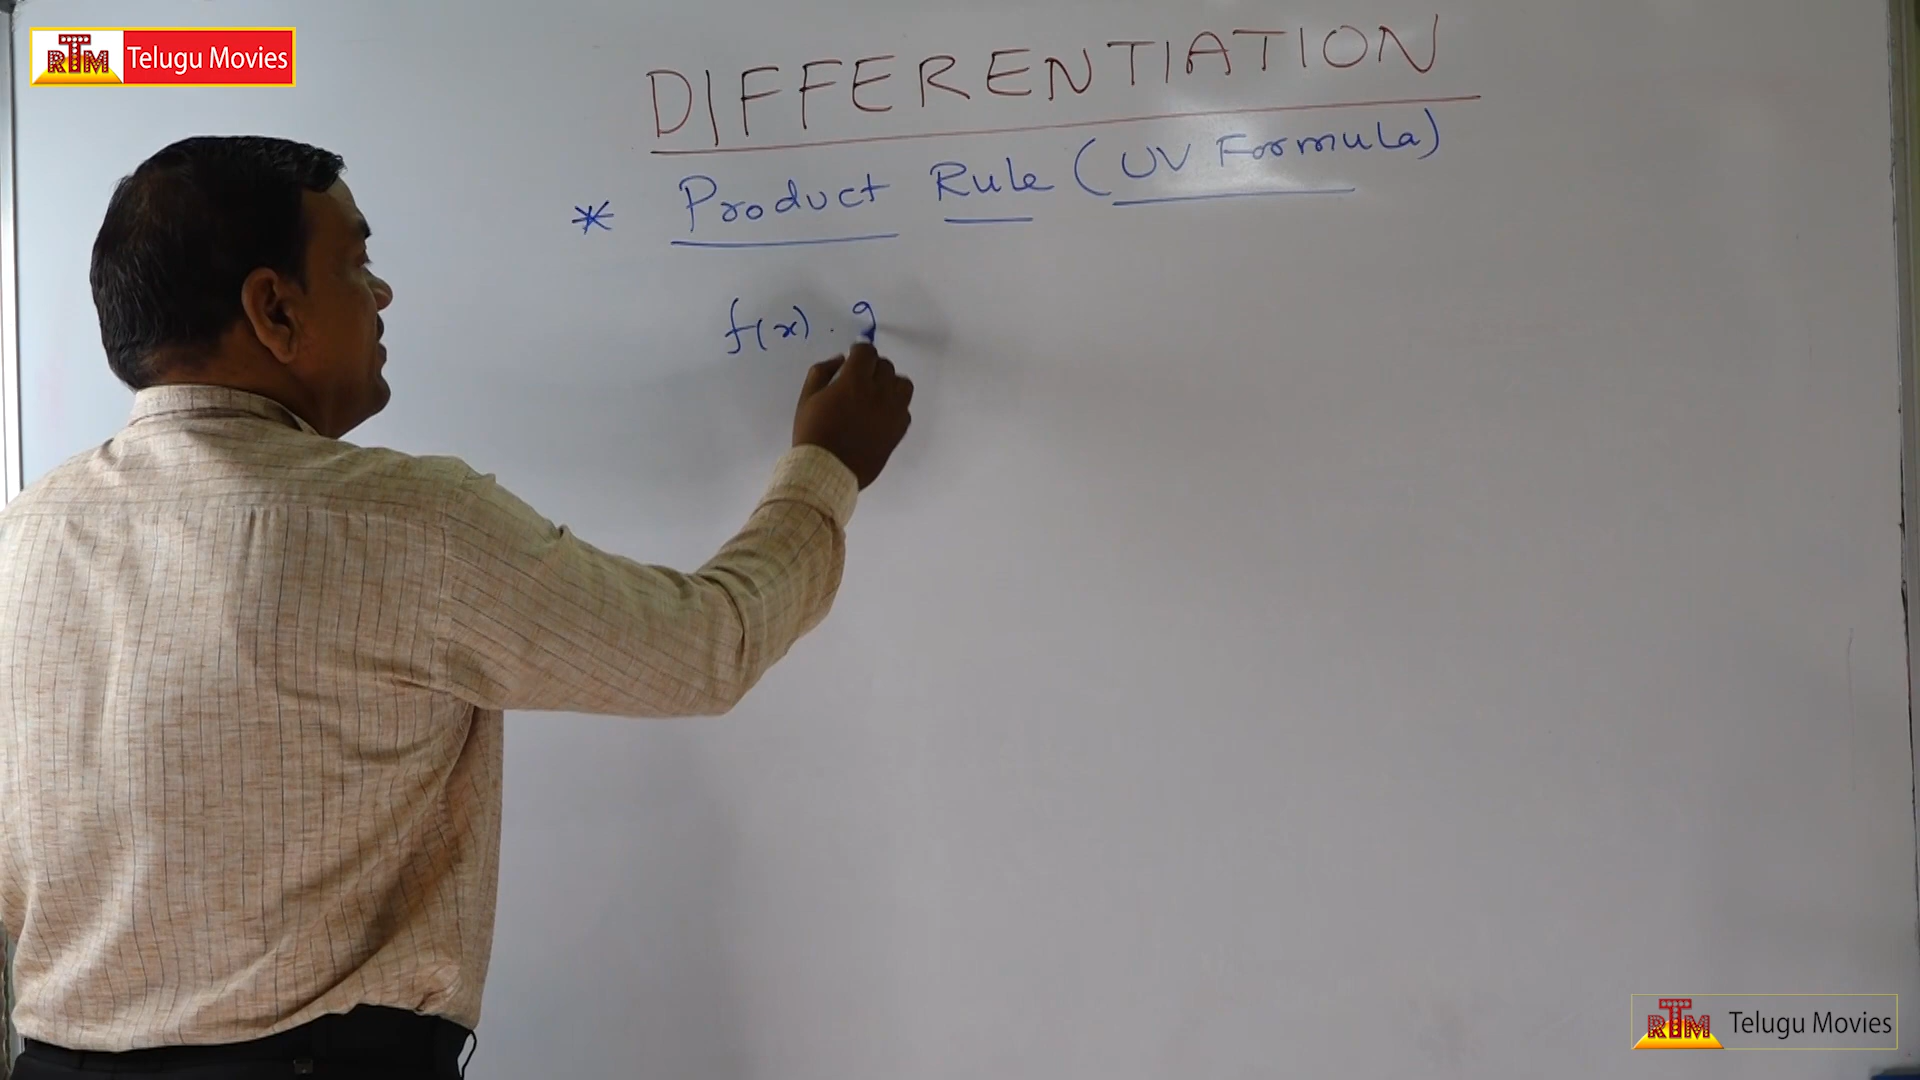 RTM Telugu Movies
DIFFERENTIATION
* Product Rule (UV Formula)
f(x) . g
RTM Telugu Movies